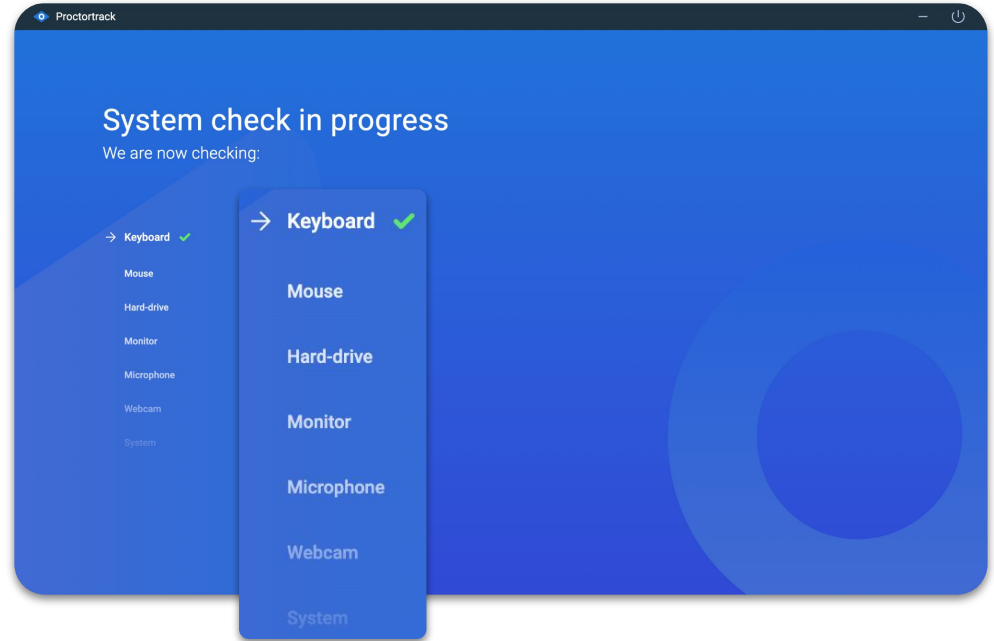 Proctortrack
System check in progress
We are now checking:
Keyboard
Mouse
Hard-drive
Monitor
Microphone
Webcam
System
Keyboard
Mouse
Hard-drive
Monitor
Microphone
Webcam
System